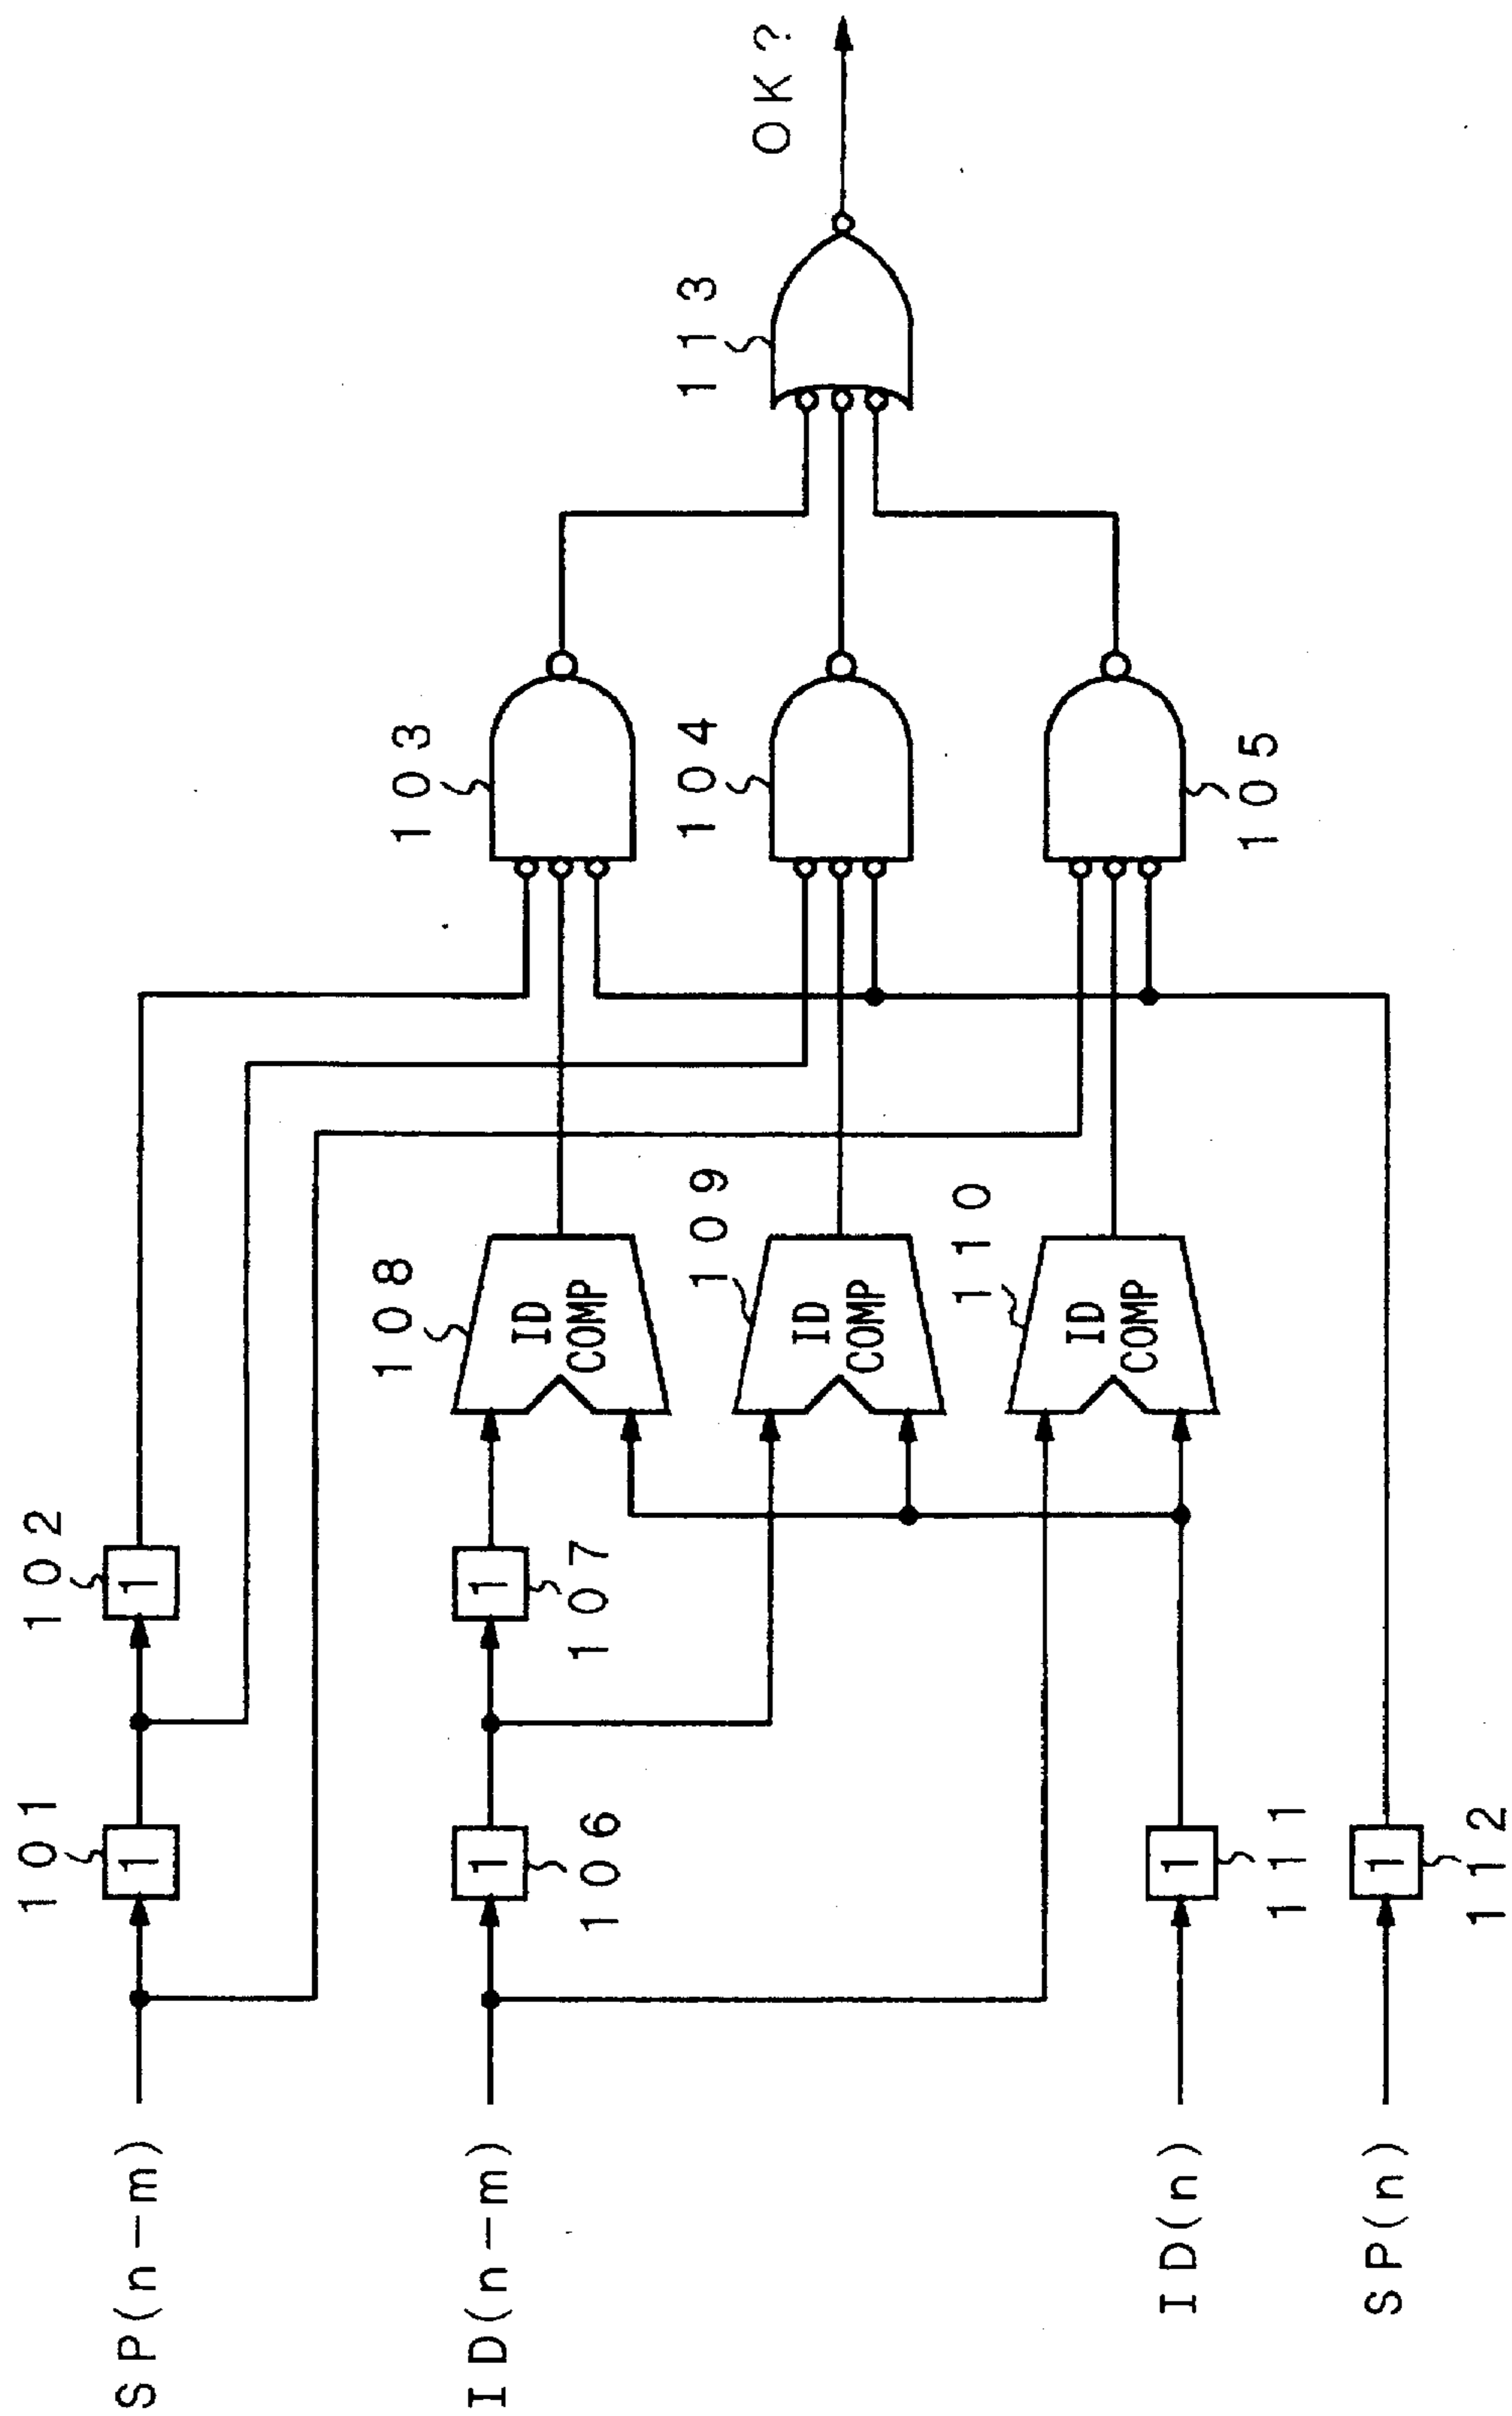 SP(n-m)
101
1
102
1
ID(n-m)
106
1
107
1
108
ID
COMP
109
ID
COMP
110
ID
COMP
103
104
105
113
OK?
ID(n)
111
1
SP(n)
112
1